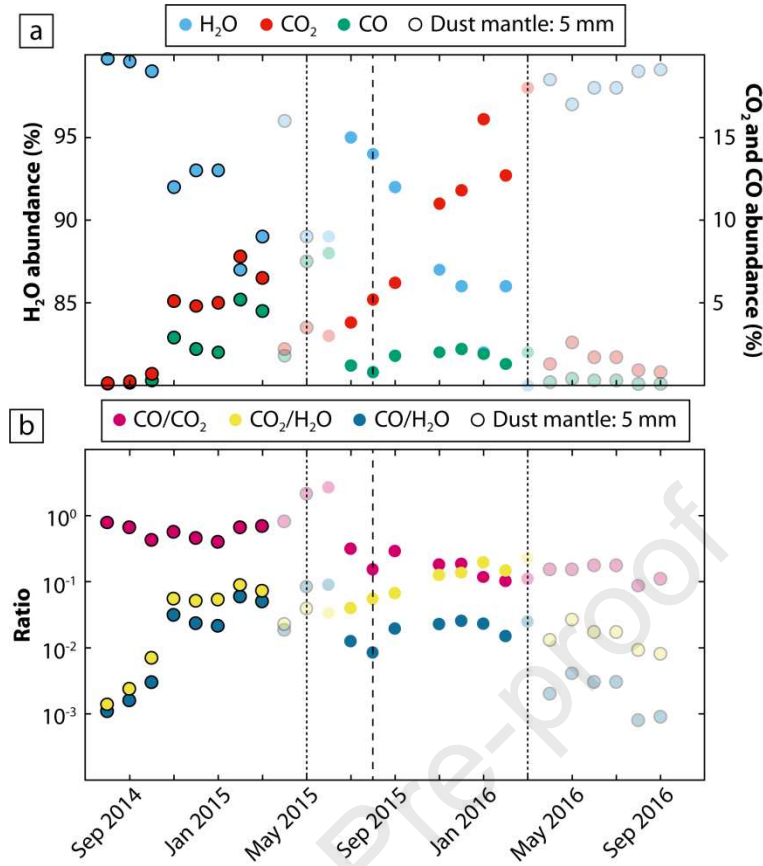 a
H₂O CO₂ CO Dust mantle: 5 mm
H₂O abundance (%)
95
90
85
15
10
5
CO₂ and CO abundance (%)
b
CO/CO₂ CO₂/H₂O CO/H₂O Dust mantle: 5 mm
Ratio
10⁰
10⁻¹
10⁻²
10⁻³
Sep 2014
Jan 2015
May 2015
Sep 2015
Jan 2016
May 2016
Sep 2016
Pre-proof